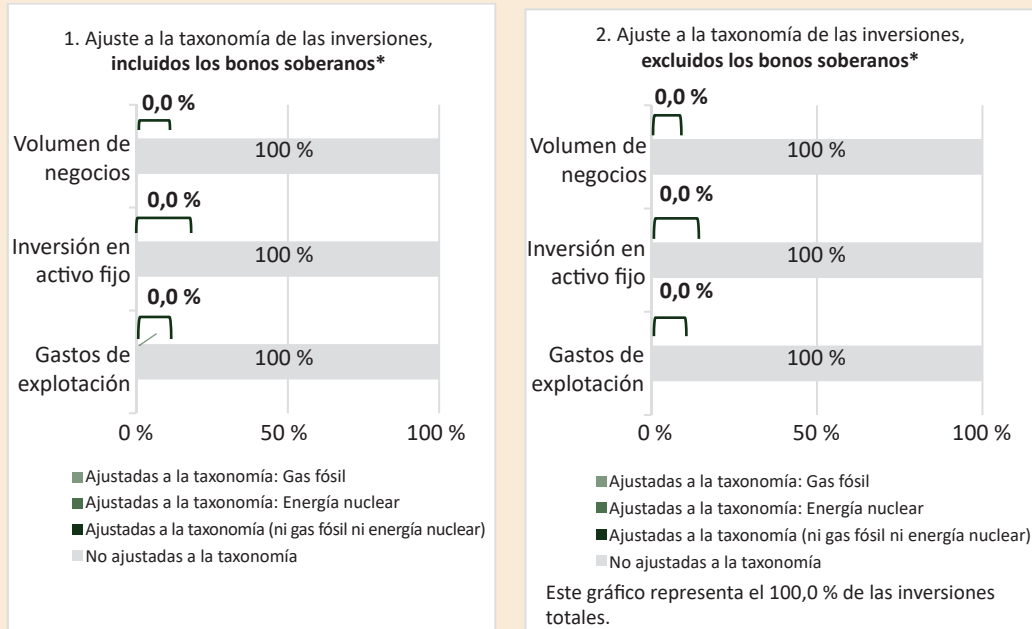 1. Ajuste a la taxonomía de las inversiones,
incluidos los bonos soberanos*
0,0 %
Volumen de
negocios
100 %
0,0 %
Inversión en
activo fijo
100 %
0,0 %
Gastos de
explotación
100 %
0 %
50 %
100 %
Ajustadas a la taxonomía: Gas fósil
Ajustadas a la taxonomía: Energía nuclear
Ajustadas a la taxonomía (ni gas fósil ni energía nuclear)
No ajustadas a la taxonomía
2. Ajuste a la taxonomía de las inversiones,
excluidos los bonos soberanos*
0,0 %
Volumen de
negocios
100 %
0,0 %
Inversión en
activo fijo
100 %
0,0 %
Gastos de
explotación
100 %
0 %
50 %
100 %
Ajustadas a la taxonomía: Gas fósil
Ajustadas a la taxonomía: Energía nuclear
Ajustadas a la taxonomía (ni gas fósil ni energía nuclear)
No ajustadas a la taxonomía
Este gráfico representa el 100,0 % de las inversiones
totales.